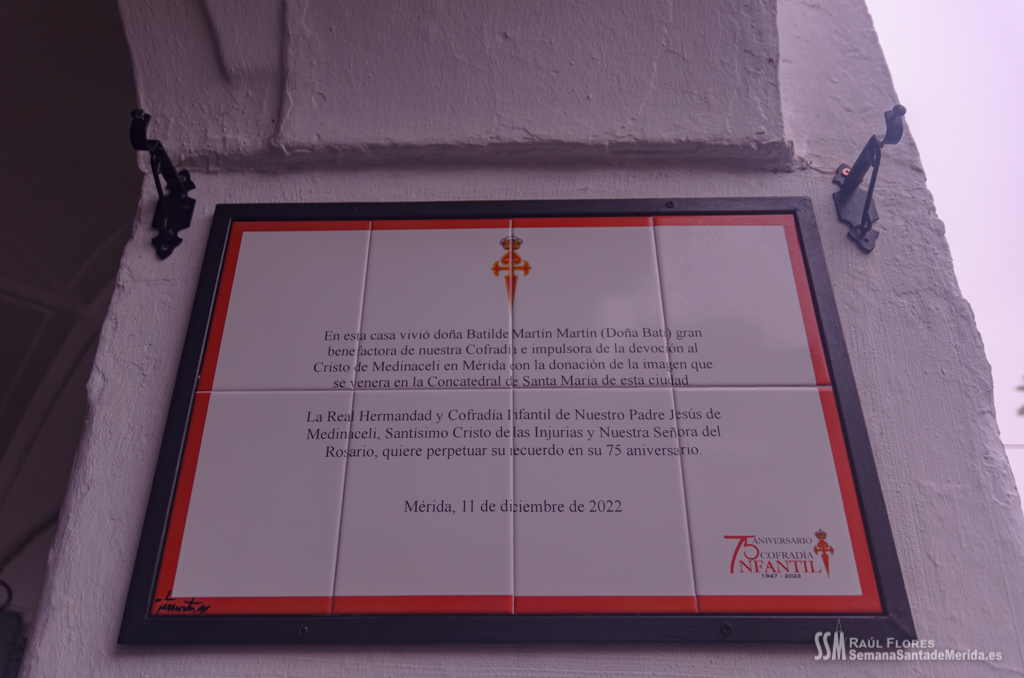 En esta casa vivió doña Batilde Martín Martín (Doña Bati) gran
benefactora de nuestra Cofradía e impulsora de la devoción al
Cristo de Medinaceli en Mérida con la donación de la imagen que
se venera en la Concatedral de Santa María de esta ciudad.
La Real Hermandad y Cofradía Infantil de Nuestro Padre Jesús de
Medinaceli, Santísimo Cristo de las Injurias y Nuestra Señora del
Rosario, quiere perpetuar su recuerdo en su 75 aniversario.
Mérida, 11 de diciembre de 2022
75 ANIVERSARIO
COFRADÍA
INFANTIL
1947 - 2022
SSM RAÚL FLORES
SemanaSantadeMerida.es